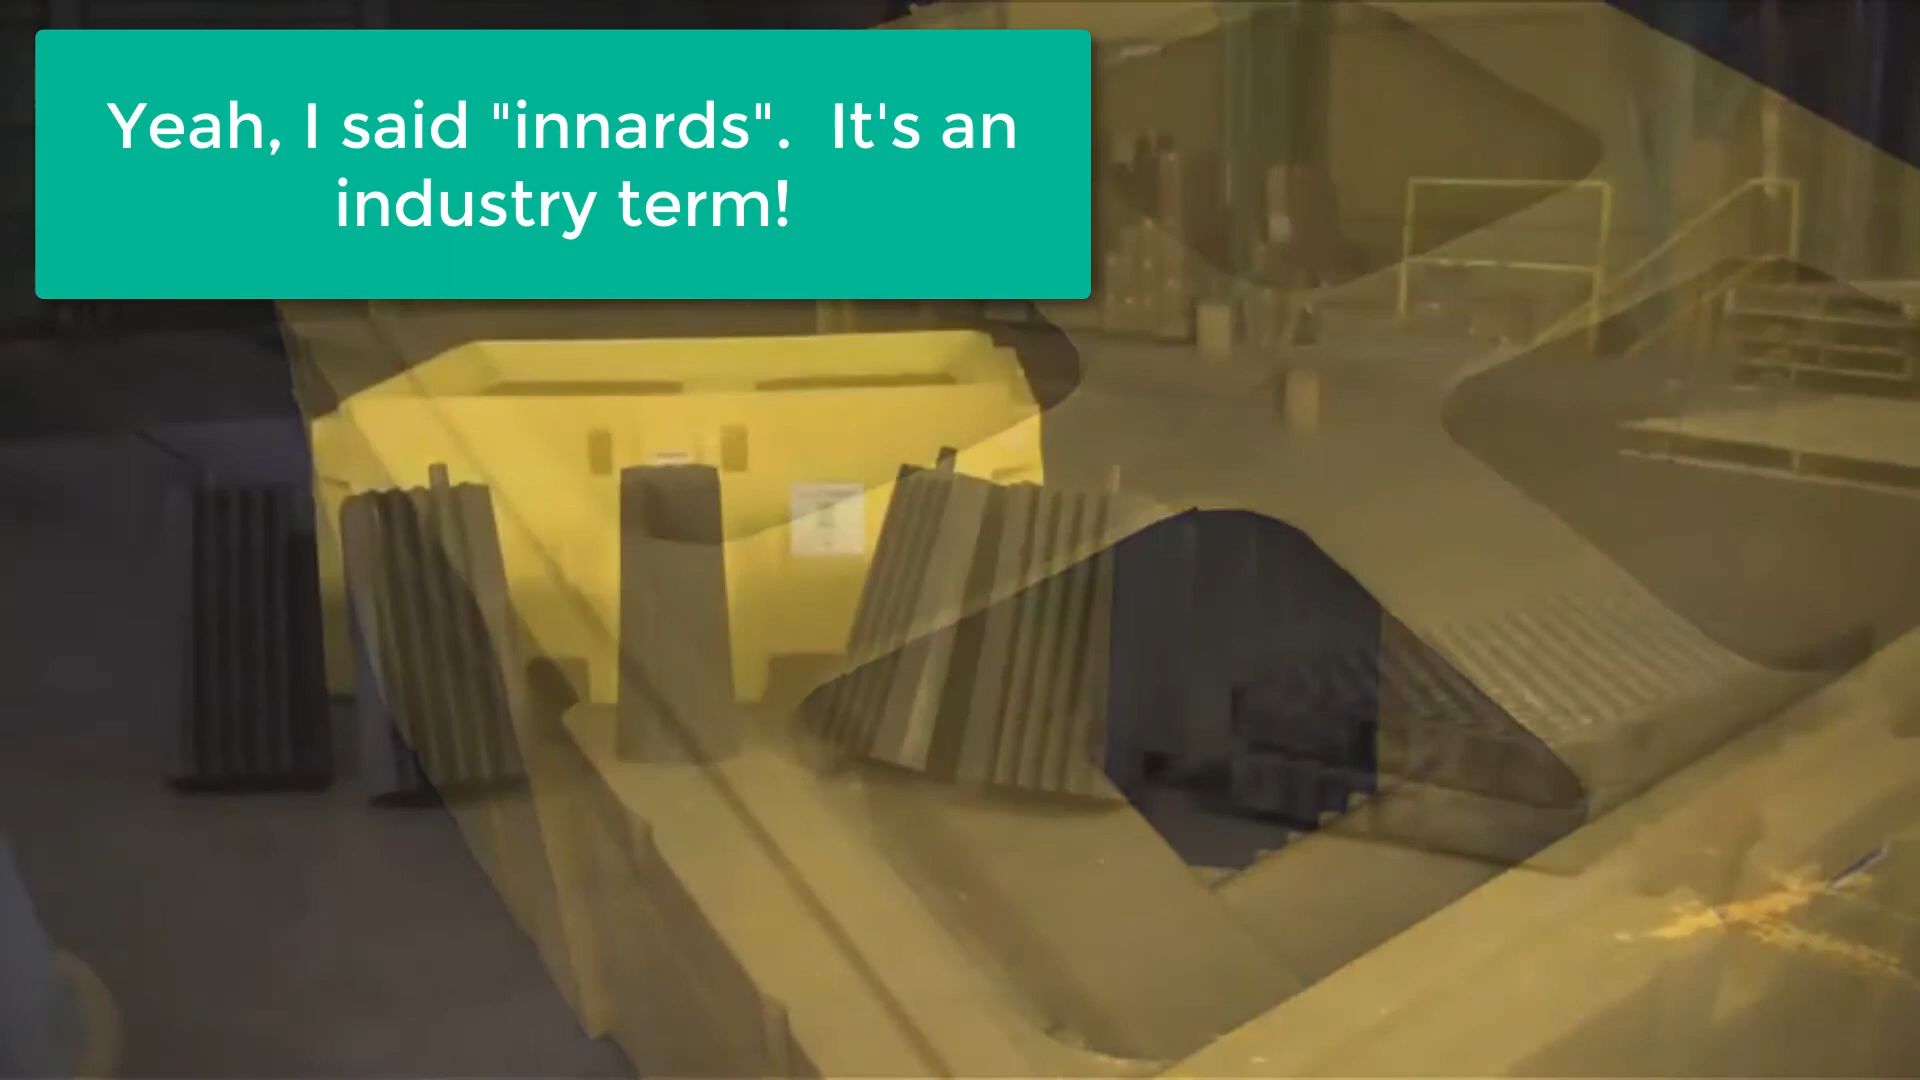 Yeah, I said "innards".  It's an
industry term!